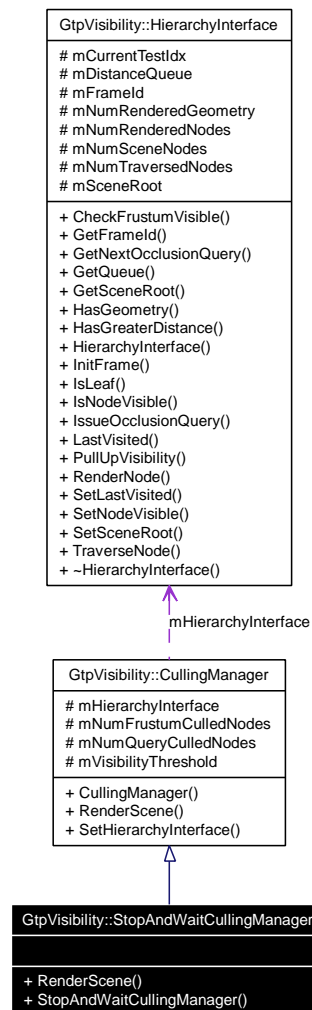 GtpVisibility::HierarchyInterface
# mCurrentTestIdx
# mDistanceQueue
# mFrameId
# mNumRenderedGeometry
# mNumRenderedNodes
# mNumSceneNodes
# mNumTraversedNodes
# mSceneRoot
+ CheckFrustumVisible()
+ GetFrameId()
+ GetNextOcclusionQuery()
+ GetQueue()
+ GetSceneRoot()
+ HasGeometry()
+ HasGreaterDistance()
+ HierarchyInterface()
+ InitFrame()
+ IsLeaf()
+ IsNodeVisible()
+ IssueOcclusionQuery()
+ LastVisited()
+ PullUpVisibility()
+ RenderNode()
+ SetLastVisited()
+ SetNodeVisible()
+ SetSceneRoot()
+ TraverseNode()
+ ~HierarchyInterface()
mHierarchyInterface
GtpVisibility::CullingManager
# mHierarchyInterface
# mNumFrustumCulledNodes
# mNumQueryCulledNodes
# mVisibilityThreshold
+ CullingManager()
+ RenderScene()
+ SetHierarchyInterface()
GtpVisibility::StopAndWaitCullingManager
+ RenderScene()
+ StopAndWaitCullingManager()